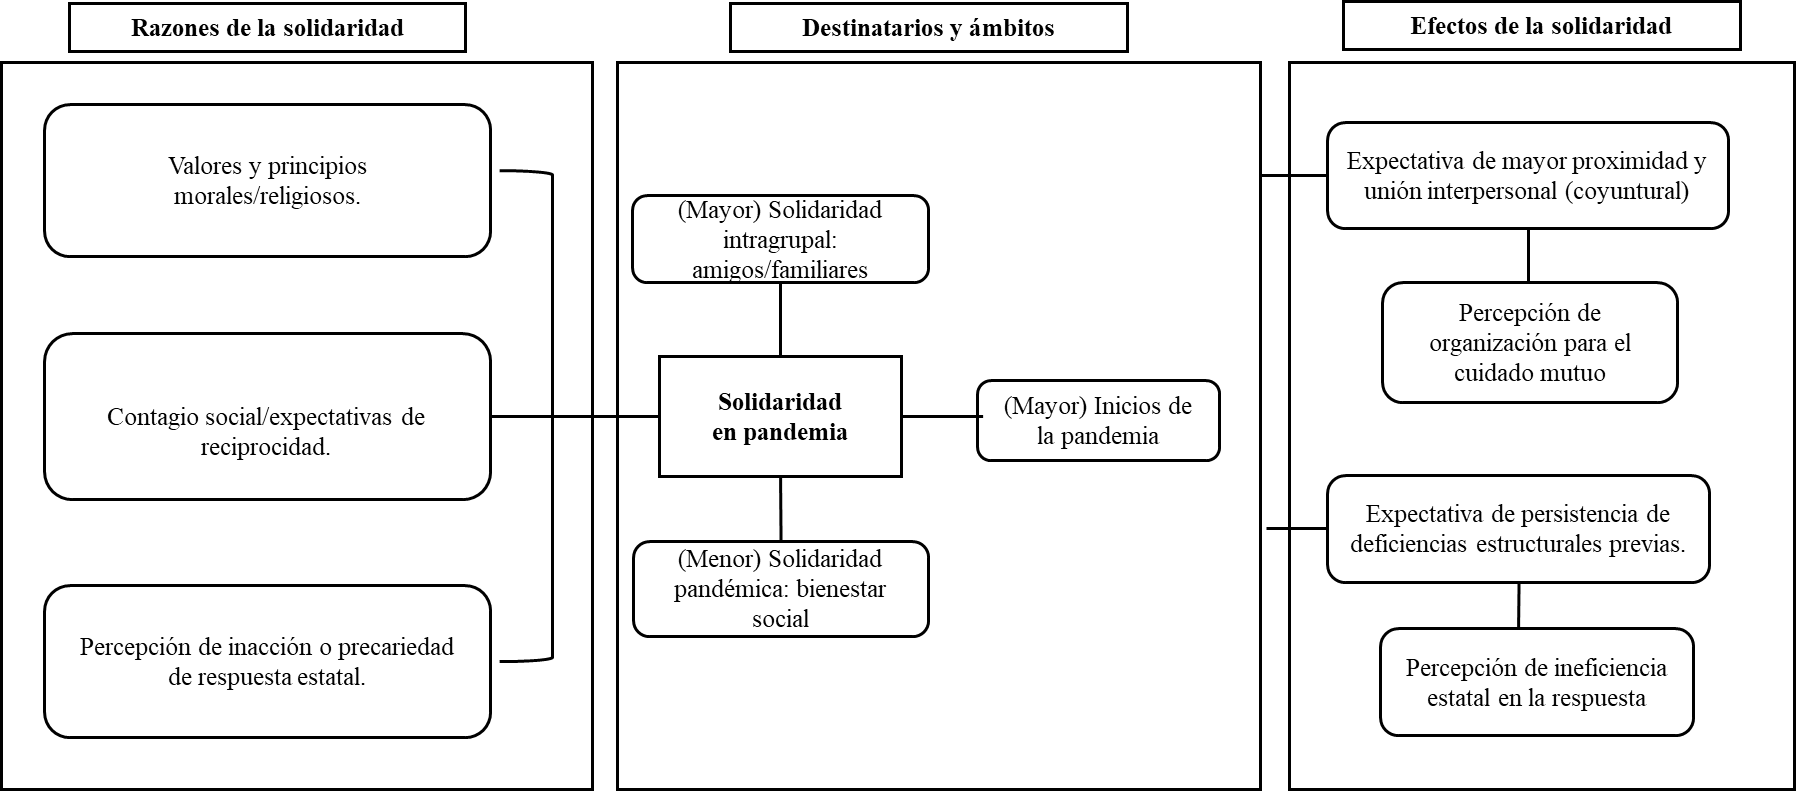 Razones de la solidaridad
Valores y principios
morales/religiosos.
Contagio social/expectativas de
reciprocidad.
Percepción de inacción o precariedad
de respuesta estatal.
Destinatarios y ámbitos
(Mayor) Solidaridad
intragrupal:
amigos/familiares
Solidaridad
en pandemia
(Mayor) Inicios de
la pandemia
(Menor) Solidaridad
pandémica: bienestar
social
Efectos de la solidaridad
Expectativa de mayor proximidad y
unión interpersonal (coyuntural)
Percepción de
organización para el
cuidado mutuo
Expectativa de persistencia de
deficiencias estructurales previas.
Percepción de ineficiencia
estatal en la respuesta